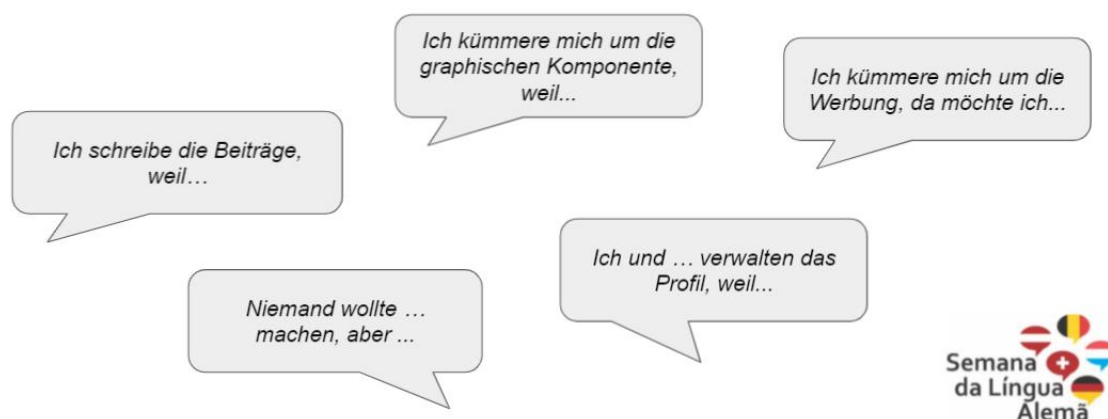 Ich kümmere mich um die
graphischen Komponente,
weil...
Ich kümmere mich um die
Werbung, da möchte ich...
Ich schreibe die Beiträge,
weil…
Ich und … verwalten das
Profil, weil...
Niemand wollte …
machen, aber ...
Semana
da Língua
Alemã